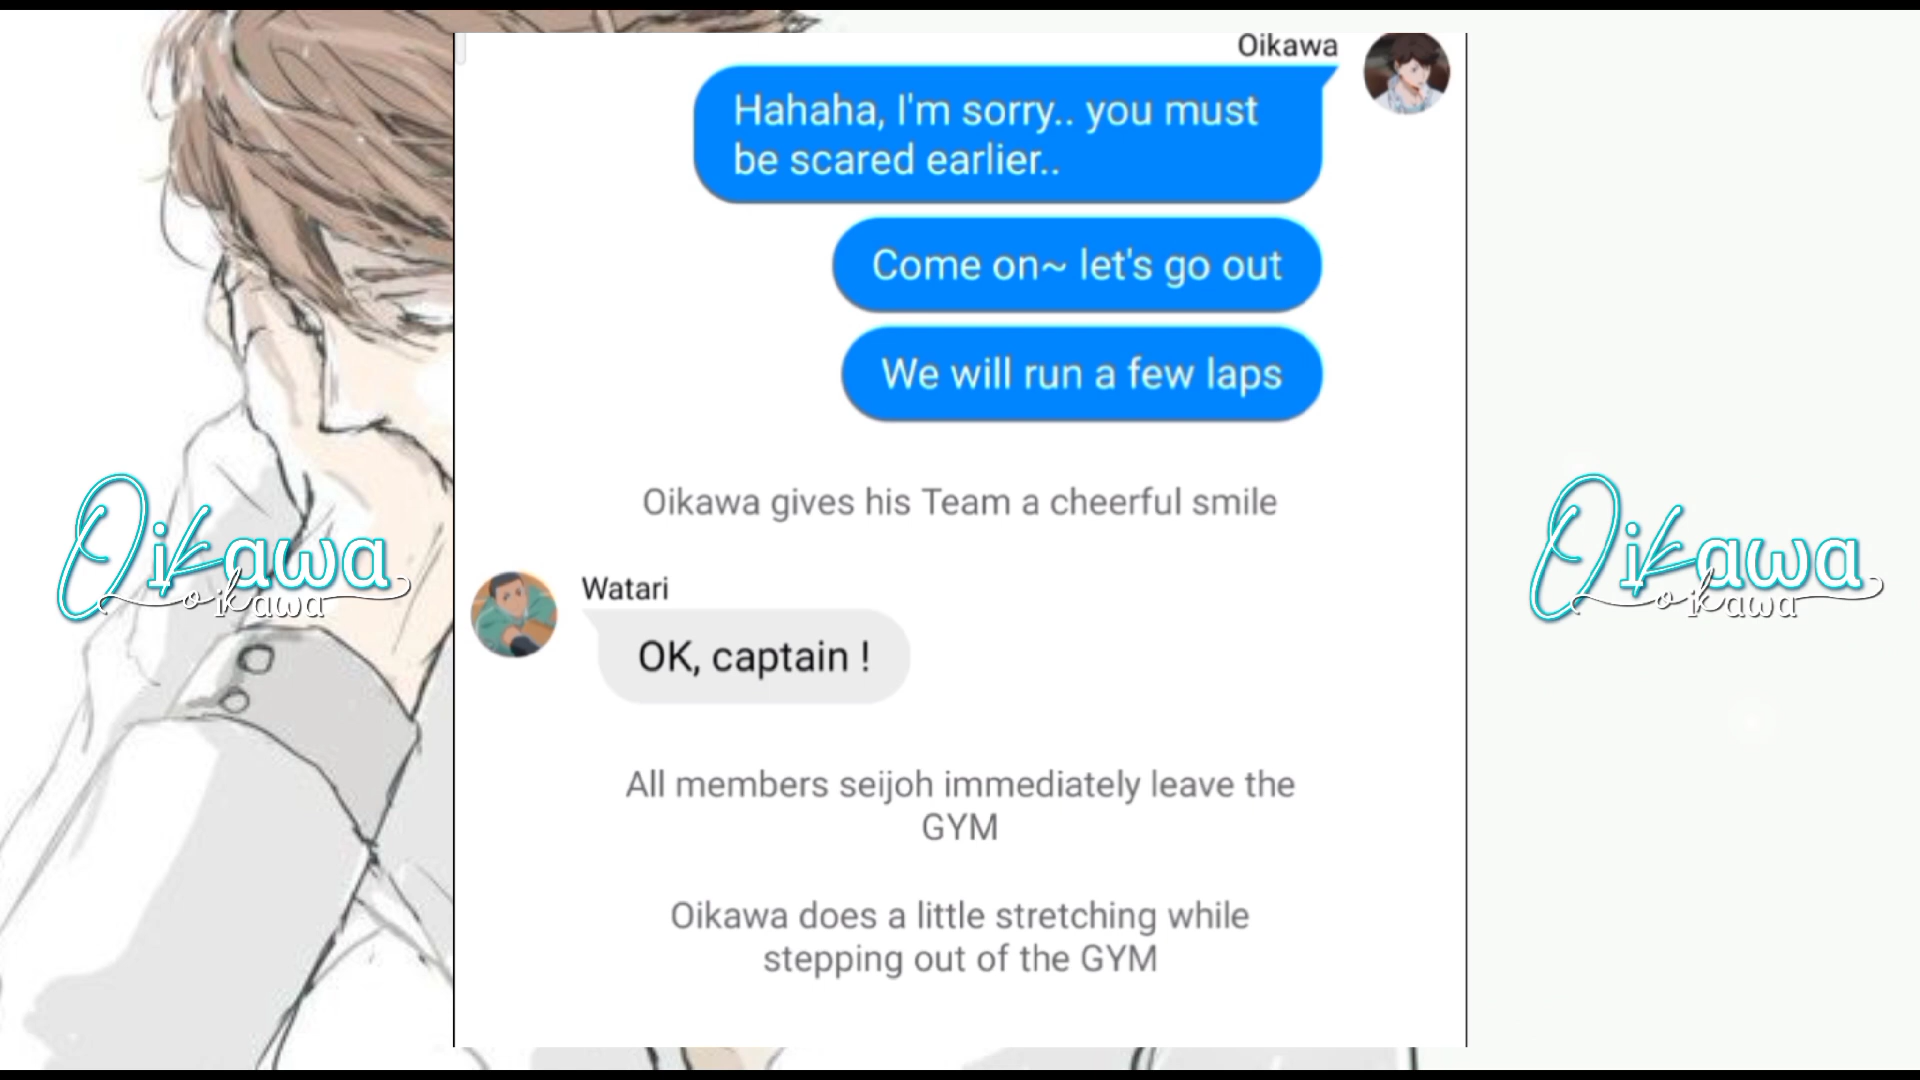 Oikawa
Hahaha, I'm sorry.. you must
be scared earlier..
Come on~ let's go out
We will run a few laps
Oikawa gives his Team a cheerful smile
Watari
OK, captain !
All members seijoh immediately leave the
GYM
Oikawa does a little stretching while
stepping out of the GYM
Oikawa
oikawa
Oikawa
oikawa